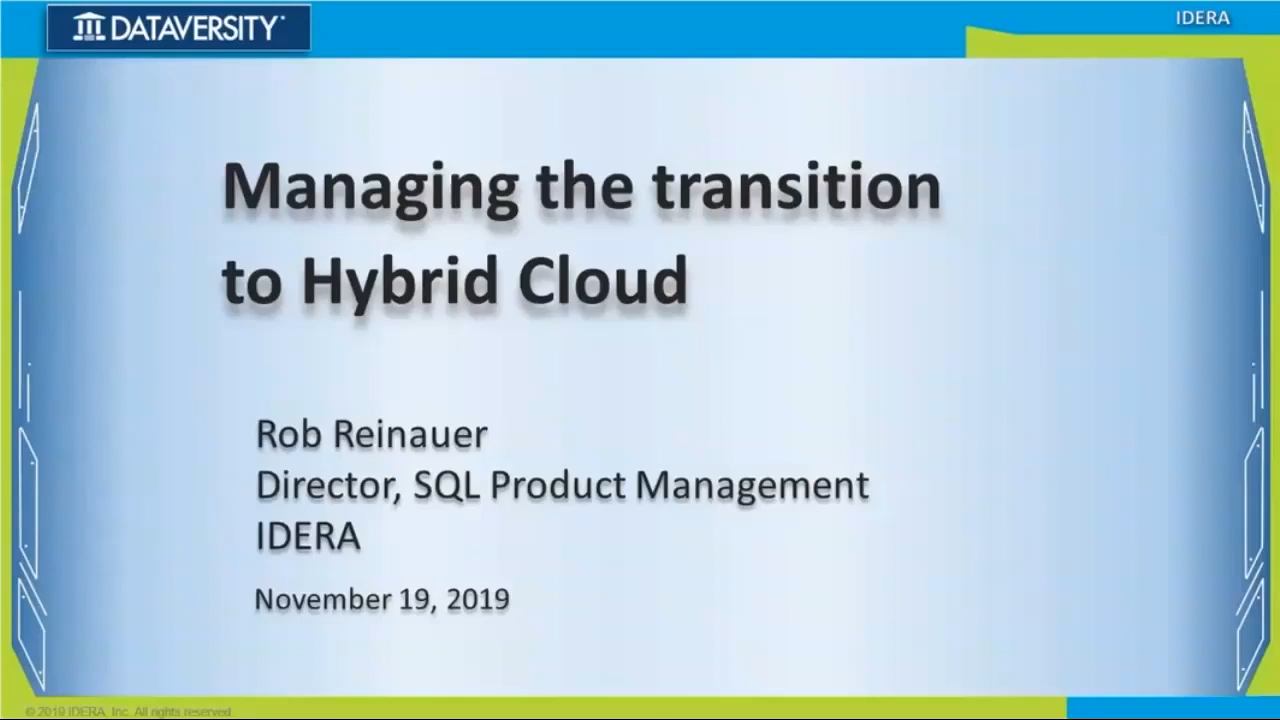 DATAVERSITY
IDERA
Managing the transition
to Hybrid Cloud
Rob Reinauer
Director, SQL Product Management
IDERA
November 19, 2019
© 2019 IDERA, Inc. All rights reserved.